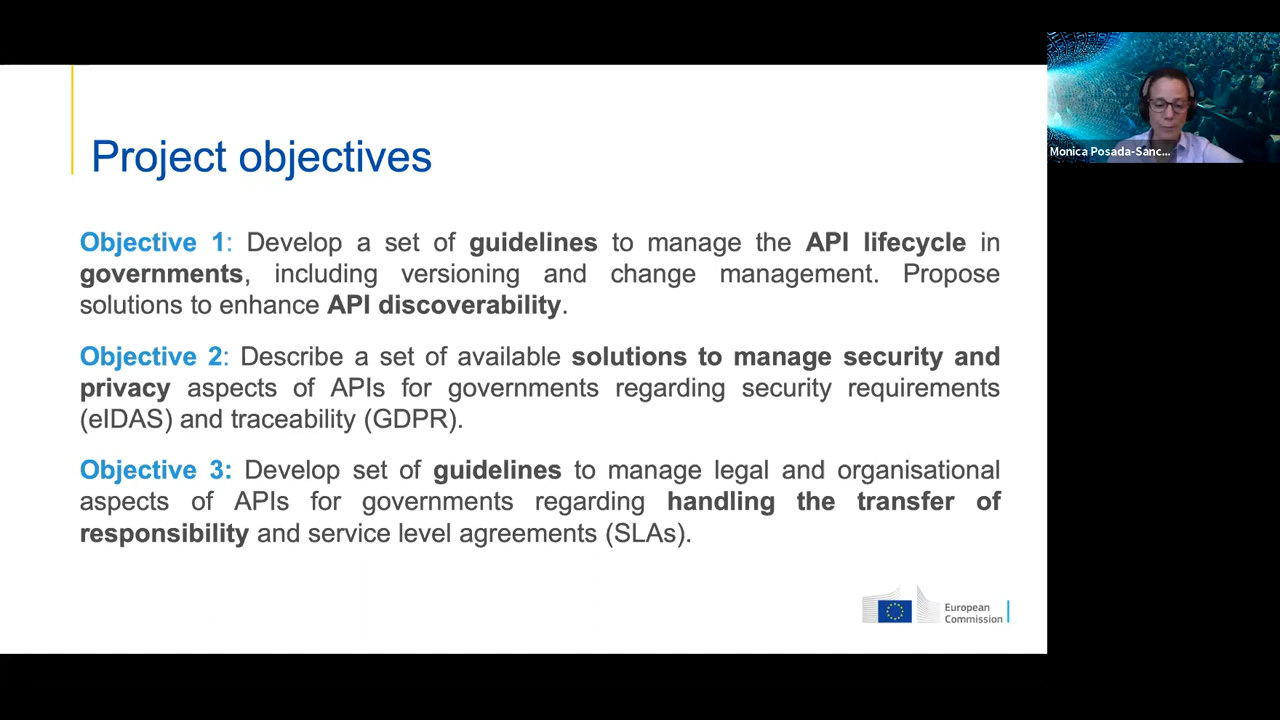 Project objectives
Objective 1: Develop a set of guidelines to manage the API lifecycle in
governments, including versioning and change management. Propose
solutions to enhance API discoverability.
Objective 2: Describe a set of available solutions to manage security and
privacy aspects of APIs for governments regarding security requirements
(eIDAS) and traceability (GDPR).
Objective 3: Develop set of guidelines to manage legal and organisational
aspects of APIs for governments regarding handling the transfer of
responsibility and service level agreements (SLAs).
European
Commission
Monica Posada-Sanc...